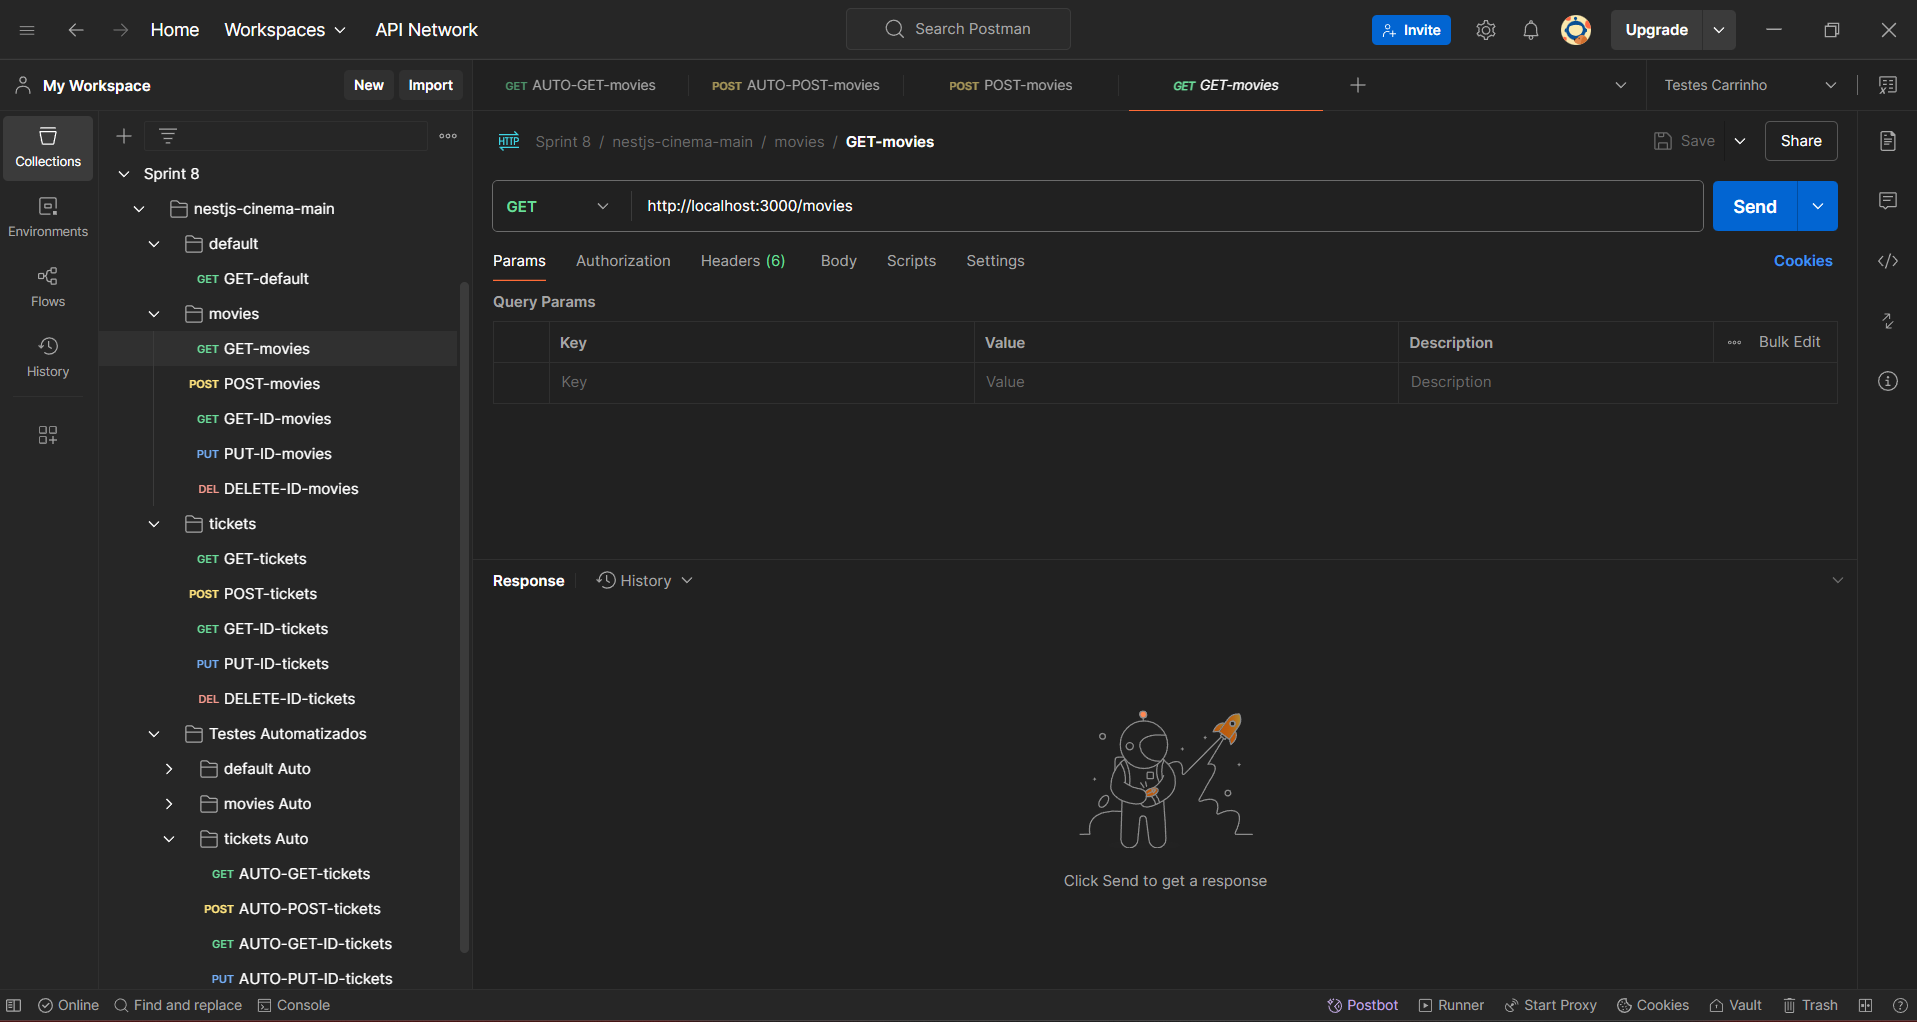 Home Workspaces API Network Search Postman Invite Upgrade
My Workspace New Import GET AUTO-GET-movies POST AUTO-POST-movies POST POST-movies GET GET-movies Testes Carrinho
Collections
Environments
Flows
History
Sprint 8
nestjs-cinema-main
default
GET GET-default
movies
GET GET-movies
POST POST-movies
GET GET-ID-movies
PUT PUT-ID-movies
DEL DELETE-ID-movies
tickets
GET GET-tickets
POST POST-tickets
GET GET-ID-tickets
PUT PUT-ID-tickets
DEL DELETE-ID-tickets
Testes Automatizados
default Auto
movies Auto
tickets Auto
GET AUTO-GET-tickets
POST AUTO-POST-tickets
GET AUTO-GET-ID-tickets
PUT AUTO-PUT-ID-tickets
HTTP Sprint 8 / nestjs-cinema-main / movies / GET-movies Save Share
GET http://localhost:3000/movies Send
Params Authorization Headers (6) Body Scripts Settings Cookies
Query Params
Key Value Description Bulk Edit
Key Value Description
Response History
Click Send to get a response
Online Find and replace Console Postbot Runner Start Proxy Cookies Vault Trash